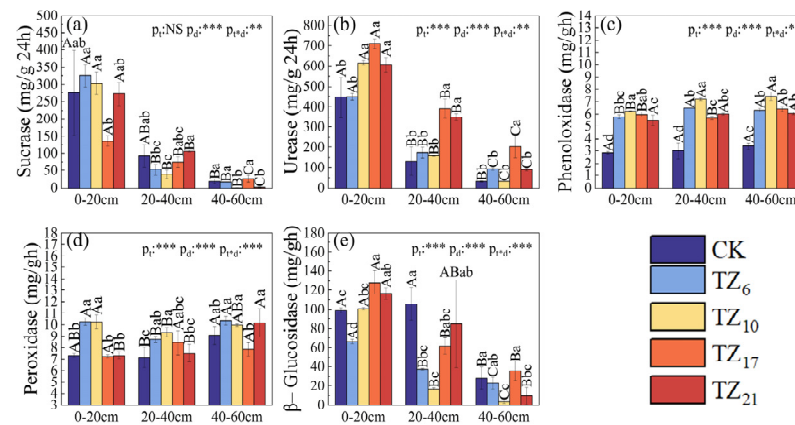 (a) pt:NS pd:*** pt*d:**
Sucrase (mg/g 24h)
500
450
400
350
300
250
200
150
100
50
0
Aab Aa Aa Ab Aab
ABab Bbc Bc Babc Ba
Ba Ba Bb Ca Cb
0-20cm 20-40cm 40-60cm
(b) pt:*** pd:*** pt*d:**
Urease (mg/g 24h)
800
700
600
500
400
300
200
100
0
Ab Ab Aa Aa Aa
Bb Bb Bb Ba Ba
Bb Cb Cb Ca Cb
0-20cm 20-40cm 40-60cm
(c) pt:*** pd:*** pt*d:**
Phenoloxidase (mg/gh)
14
13
12
11
10
9
8
7
6
5
4
3
2
1
0
Ad Bbc Ba Bab Ac
Ad Ab Aa Bc Ac
Ac Ab Aa Ab Ab
0-20cm 20-40cm 40-60cm
(d) pt:*** pd:*** pt*d:***
Peroxidase (mg/gh)
18
17
16
15
14
13
12
11
10
9
8
7
6
5
4
3
ABb Aa Aa Ab Bb
Bc Bab Ba Aabc Bbc
Ab Aa ABa Ab Aa
0-20cm 20-40cm 40-60cm
(e) pt:*** pd:*** pt*d:***
β— Glucosidase (mg/gh)
180
160
140
120
100
80
60
40
20
0
Ac Ad Abc Aa Aab
Aa Bbc Bc Bb ABab
Ba Cab Cc Ba Bbc
0-20cm 20-40cm 40-60cm
CK
TZ6
TZ10
TZ17
TZ21